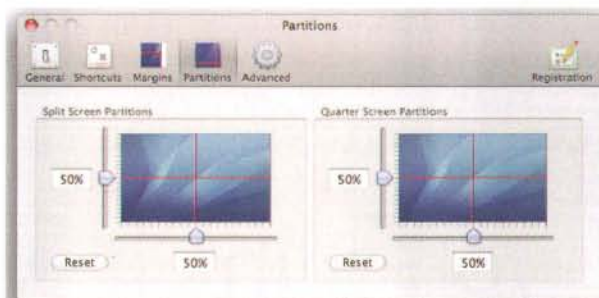 Partitions
General Shortcuts Margins Partitions Advanced Registration
Split Screen Partitions Quarter Screen Partitions
50% 50%
Reset 50% Reset 50%